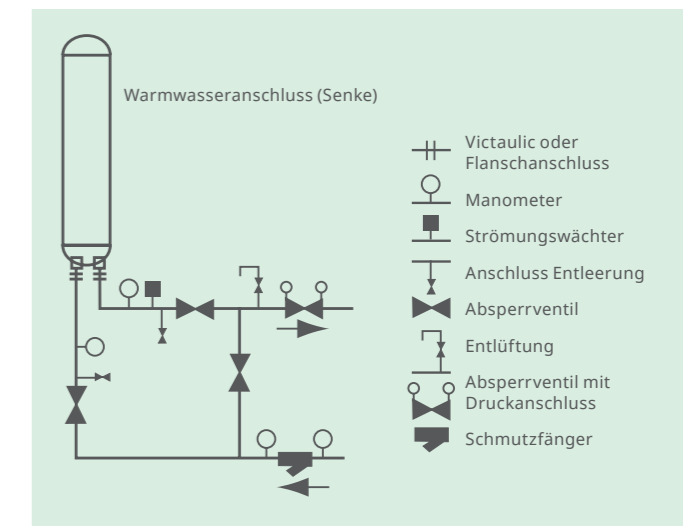 Warmwasseranschluss (Senke)
Victaulic oder
Flanschanschluss
Manometer
Strömungswächter
Anschluss Entleerung
Absperrventil
Entlüftung
Absperrventil mit
Druckanschluss
Schmutzfänger